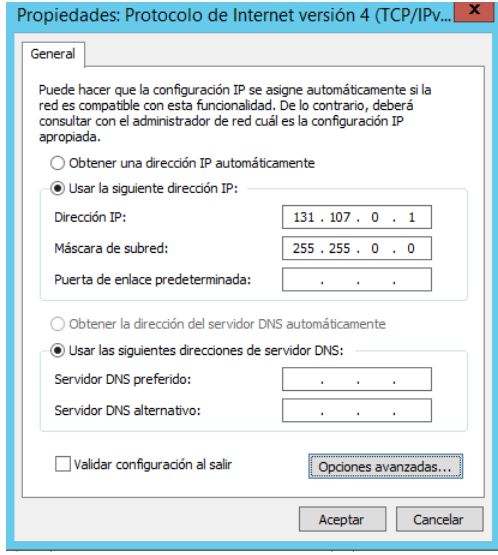 Propiedades: Protocolo de Internet versión 4 (TCP/IPv...
x
General
Puede hacer que la configuración IP se asigne automáticamente si la
red es compatible con esta funcionalidad. De lo contrario, deberá
consultar con el administrador de red cuál es la configuración IP
apropiada.
Obtener una dirección IP automáticamente
Usar la siguiente dirección IP:
Dirección IP: 131 . 107 . 0 . 1
Máscara de subred: 255 . 255 . 0 . 0
Puerta de enlace predeterminada: . . .
Obtener la dirección del servidor DNS automáticamente
Usar las siguientes direcciones de servidor DNS:
Servidor DNS preferido: . . .
Servidor DNS alternativo: . . .
Validar configuración al salir Opciones avanzadas...
Aceptar Cancelar